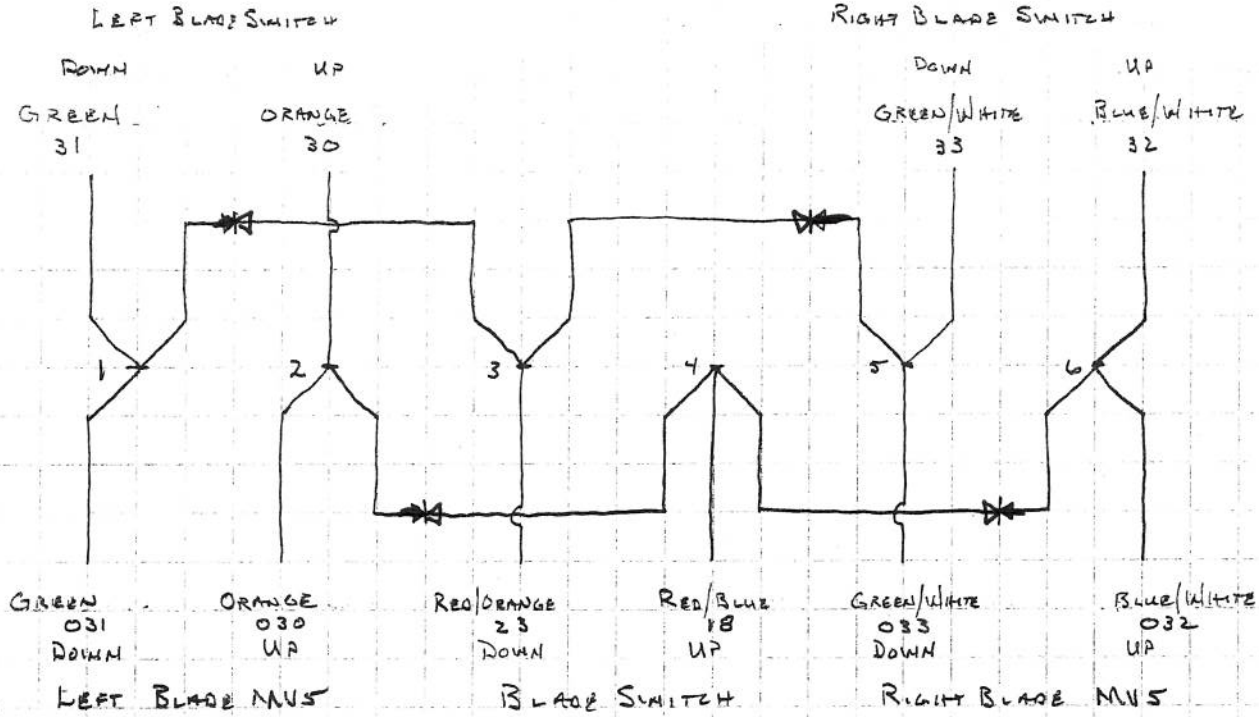 LEFT BLADE SWITCH RIGHT BLADE SWITCH
DOWN UP DOWN UP
GREEN ORANGE GREEN/WHITE BLUE/WHITE
31 30 33 32
1 2 3 4 5 6
GREEN ORANGE RED/ORANGE RED/BLUE GREEN/WHITE BLUE/WHITE
031 030 23 18 033 032
DOWN UP DOWN UP DOWN UP
LEFT BLADE MV5 BLADE SWITCH RIGHT BLADE MV5